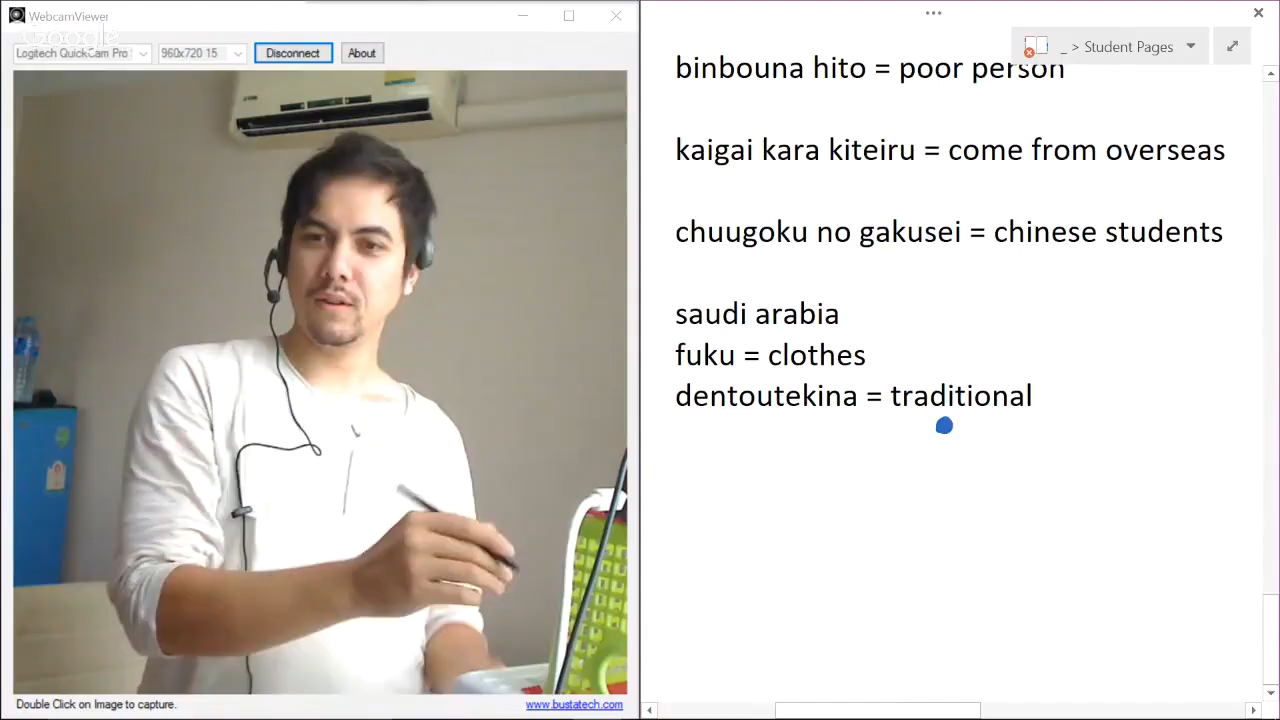 WebcamViewer
Google
Logitech QuickCam Pro
960x720 15
Disconnect
About
Double Click on Image to capture.
www.bustatech.com
_ > Student Pages
binbouna hito = poor person
kaigai kara kiteiru = come from overseas
chuugoku no gakusei = chinese students
saudi arabia
fuku = clothes
dentoutekina = traditional